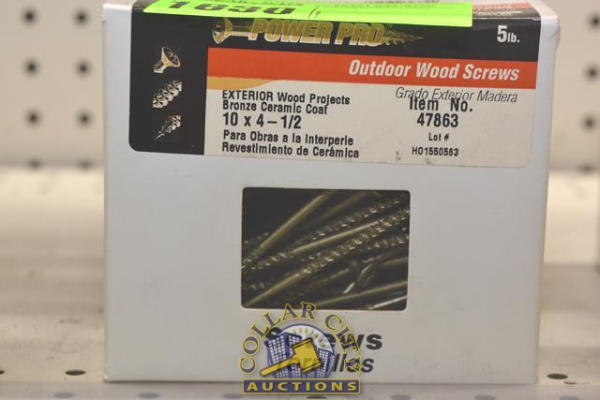 POWER PRO
5lb.
Outdoor Wood Screws
Grado Exterior Madera
EXTERIOR Wood Projects
Bronze Ceramic Coat
10 x 4-1/2
Para Obras a la Interperie
Revestimiento de Cerámica
Item No.
47863
Lot #
HO1550563
COLLAR CITY
AUCTIONS